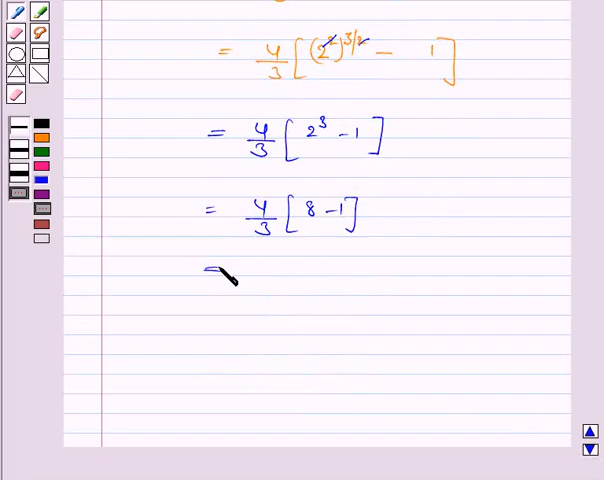 = 4/3 [(2²)^3/2 - 1]
= 4/3 [2³ - 1]
= 4/3 [8 - 1]
=